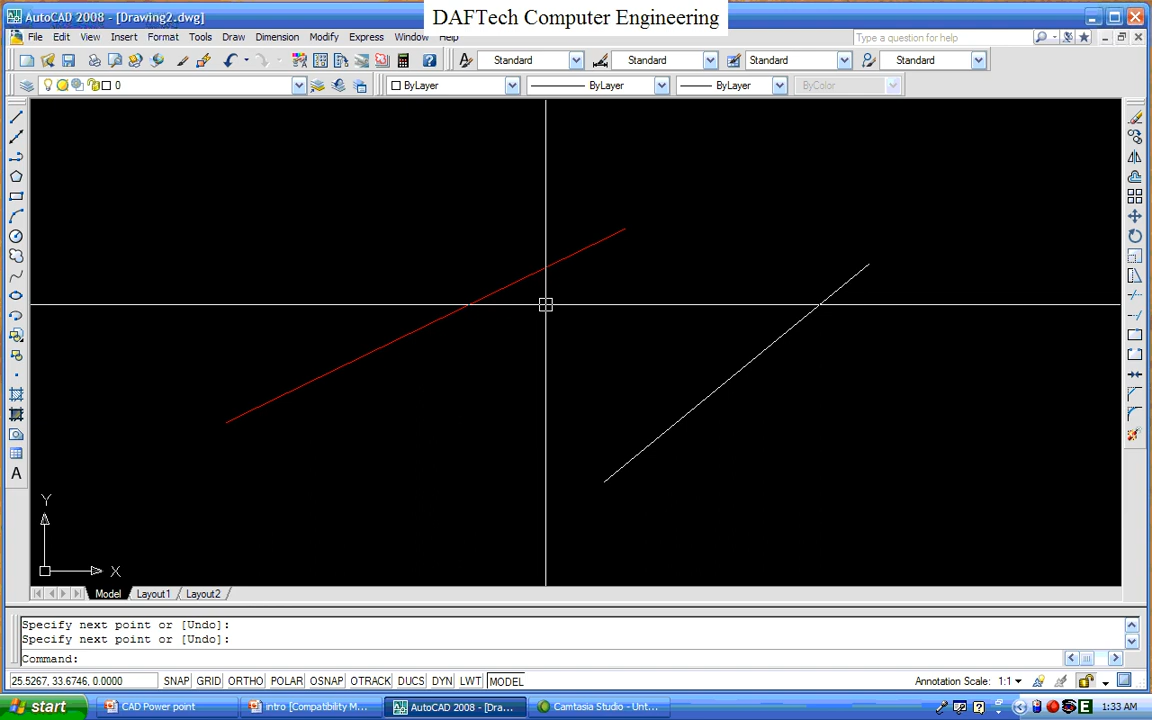 AutoCAD 2008 - [Drawing2.dwg]
DAFTech Computer Engineering
File Edit View Insert Format Tools Draw Dimension Modify Express Window Help
Type a question for help
Standard Standard Standard Standard
0 ByLayer ByLayer ByLayer ByColor
A
Y
X
Model Layout1 Layout2
Specify next point or [Undo]:
Specify next point or [Undo]:
Command:
25.5267, 33.6746, 0.0000 SNAP GRID ORTHO POLAR OSNAP OTRACK DUCS DYN LWT MODEL Annotation Scale: 1:1
start CAD Power point intro [Compatibility M... AutoCAD 2008 - [Dra... Camtasia Studio - Unt... E 1:33 AM